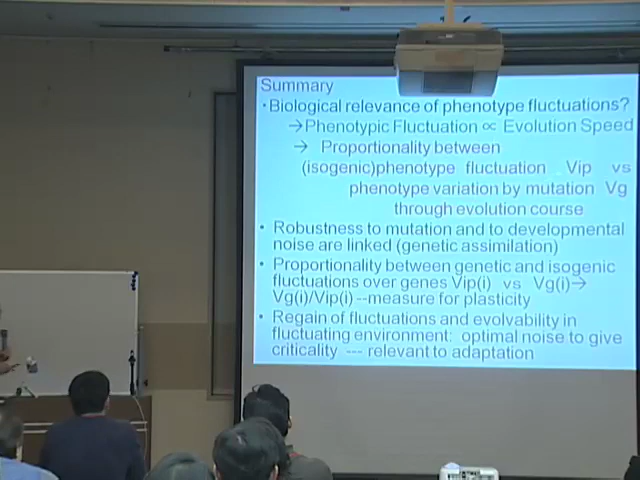 Summary
• Biological relevance of phenotype fluctuations?
→Phenotypic Fluctuation ∝ Evolution Speed
→ Proportionality between
(isogenic)phenotype fluctuation Vip vs
phenotype variation by mutation Vg
through evolution course
• Robustness to mutation and to developmental
noise are linked (genetic assimilation)
• Proportionality between genetic and isogenic
fluctuations over genes Vip(i) vs Vg(i)→
Vg(i)/Vip(i) --measure for plasticity
• Regain of fluctuations and evolvability in
fluctuating environment: optimal noise to give
criticality --- relevant to adaptation